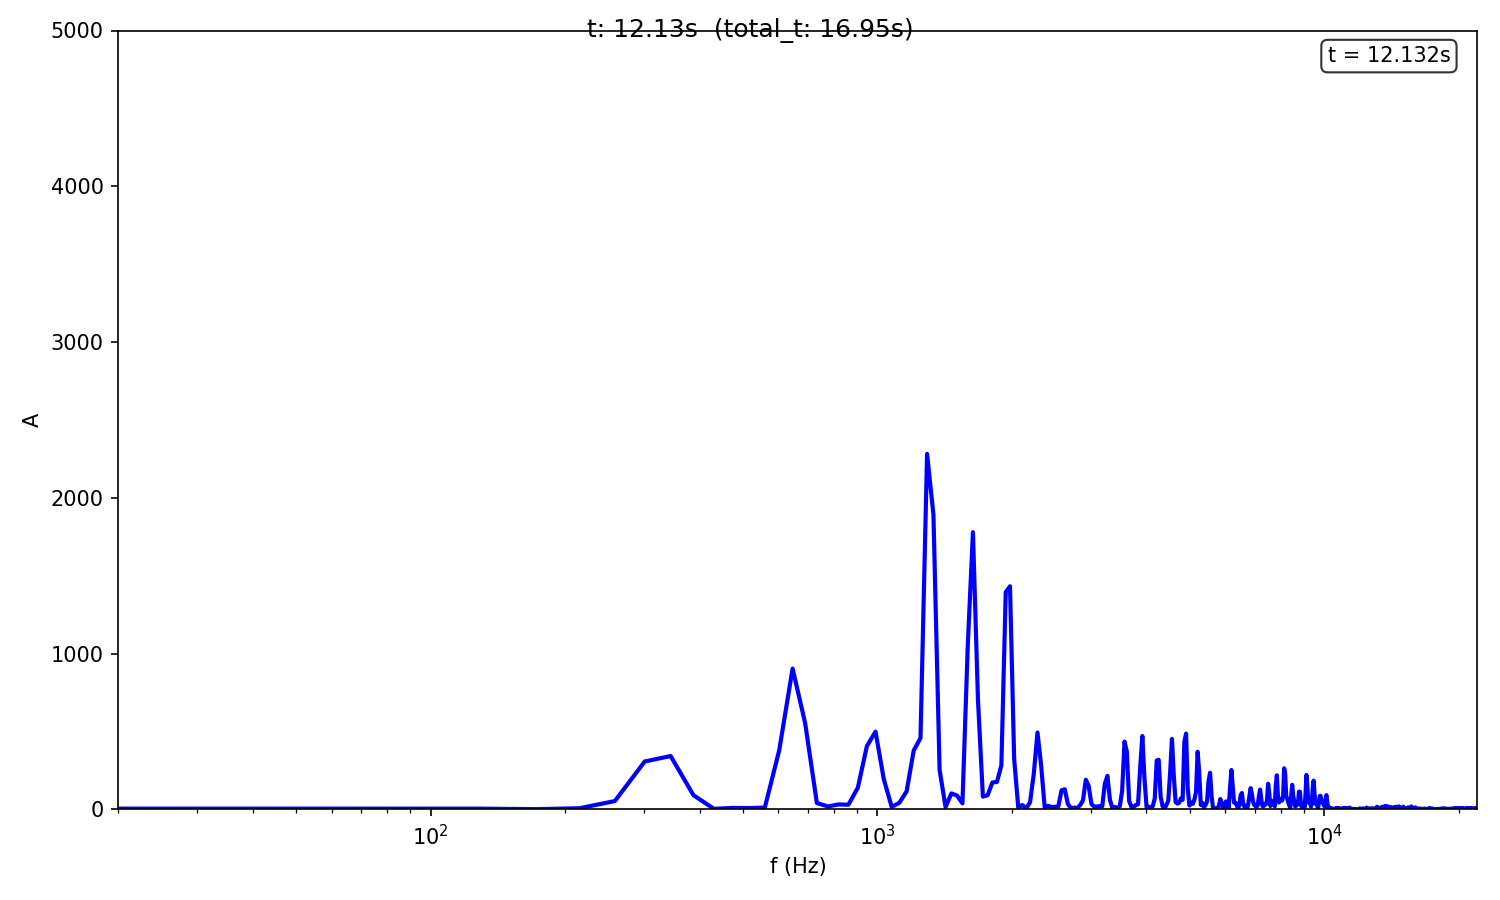 t: 12.13s  (total_t: 16.95s)
t = 12.132s
5000
4000
3000
2000
1000
0
A
10²
10³
10⁴
f (Hz)